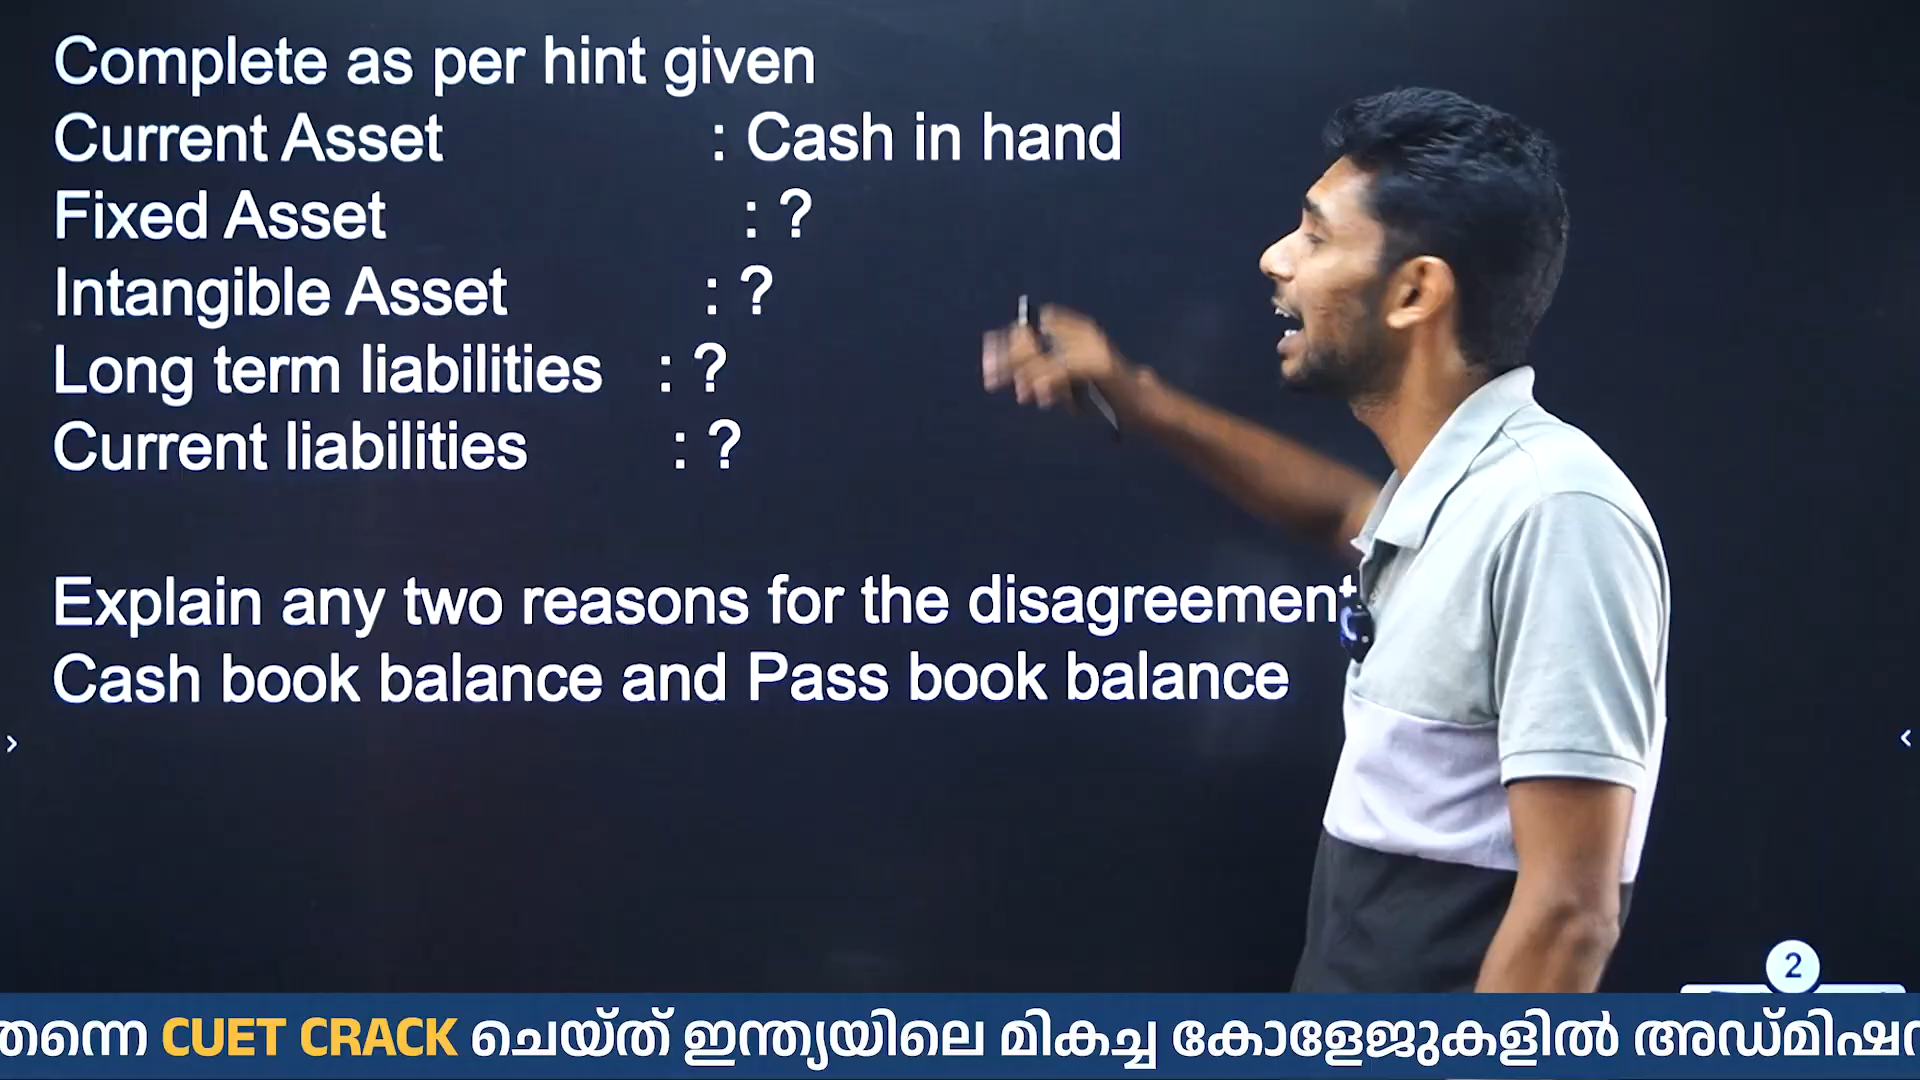 Complete as per hint given
Current Asset : Cash in hand
Fixed Asset : ?
Intangible Asset : ?
Long term liabilities : ?
Current liabilities : ?
Explain any two reasons for the disagreement
Cash book balance and Pass book balance
2
തന്നെ CUET CRACK ചെയ്ത് ഇന്ത്യയിലെ മികച്ച കോളേജുകളിൽ